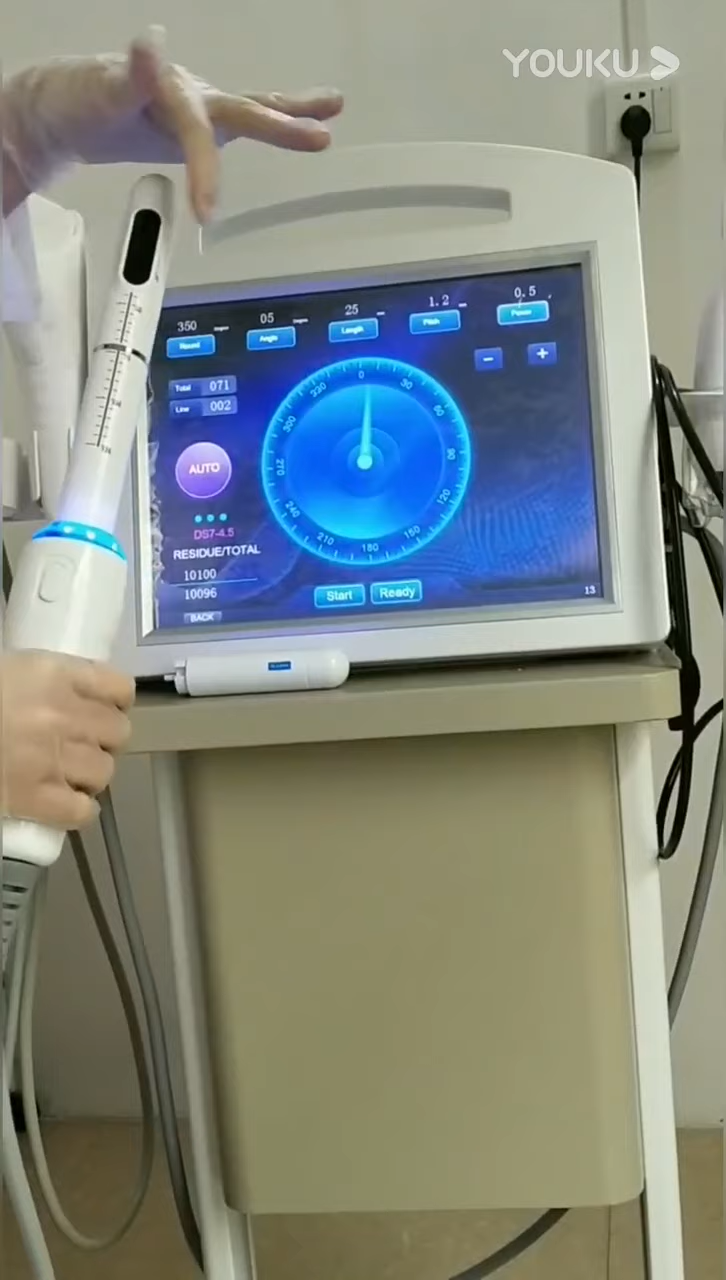 YOUKU
350 05 25 1.2 0.5
Round Angle Length Pitch Power
Total 071
Line 002
- +
AUTO
DS7-4.5
RESIDUE/TOTAL
10100
10096
BACK
0
30
60
90
120
150
180
210
240
270
300
330
Start Ready
13